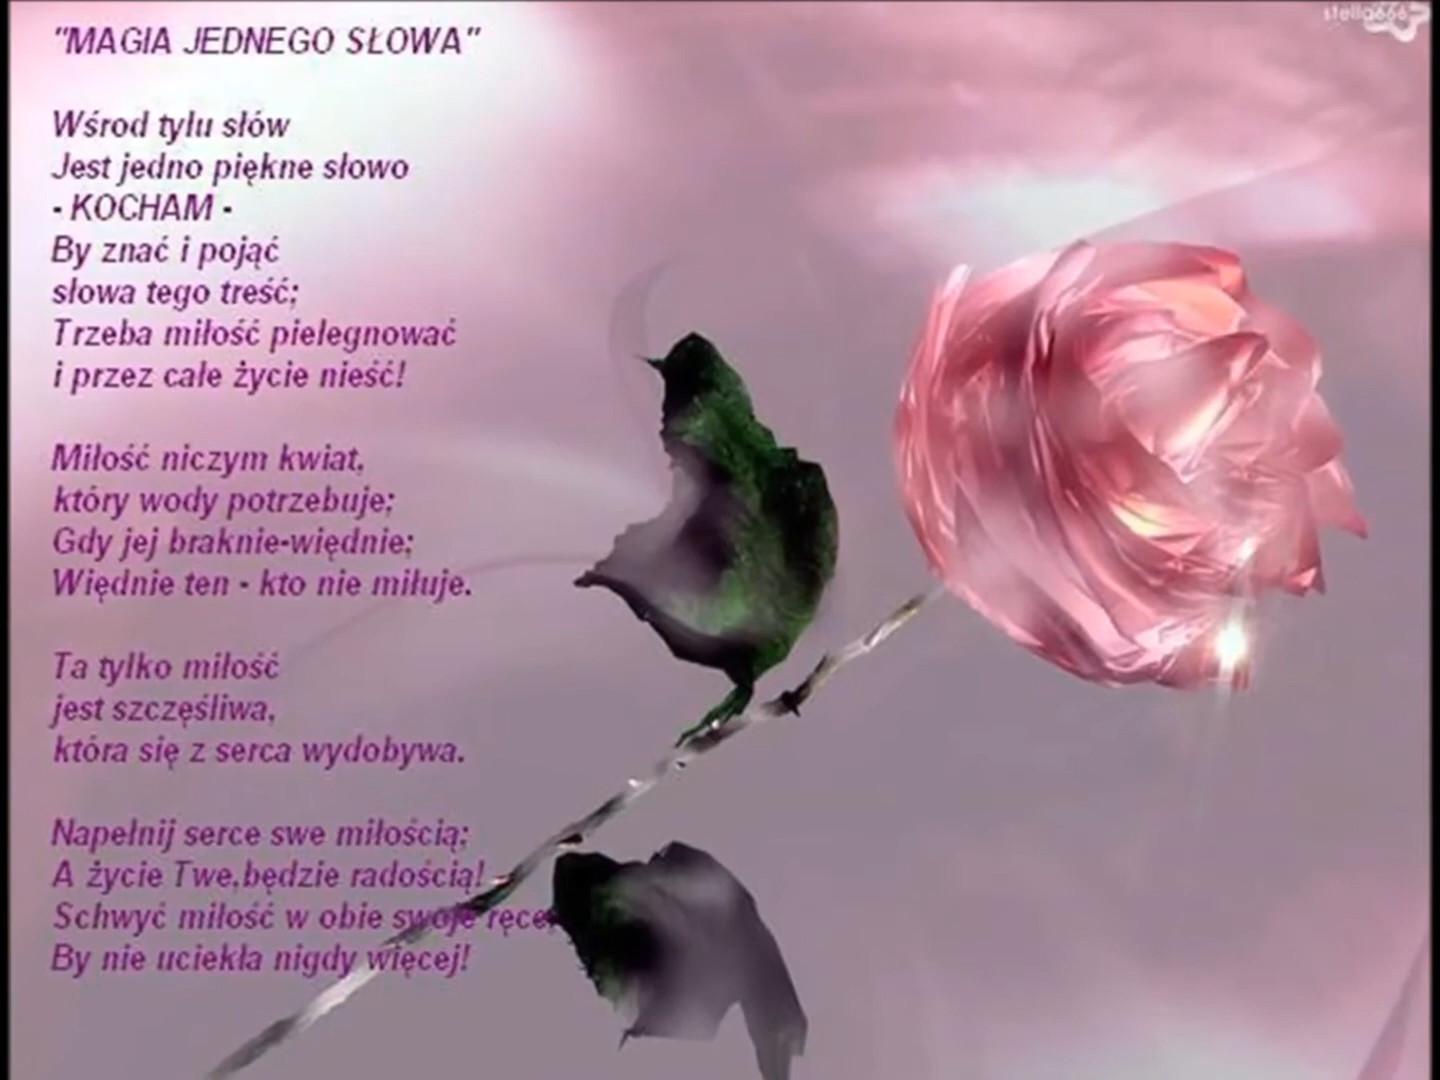 stella666
"MAGIA JEDNEGO SŁOWA"
Wśrod tylu słów
Jest jedno piękne słowo
- KOCHAM -
By znać i pojąć
słowa tego treść;
Trzeba miłość pielegnować
i przez całe życie nieść!
Miłość niczym kwiat,
który wody potrzebuje;
Gdy jej braknie-więdnie;
Więdnie ten - kto nie miłuje.
Ta tylko miłość
jest szczęśliwa,
która się z serca wydobywa.
Napełnij serce swe miłością;
A życie Twe,będzie radością!
Schwyć miłość w obie swoje ręce,
By nie uciekła nigdy więcej!